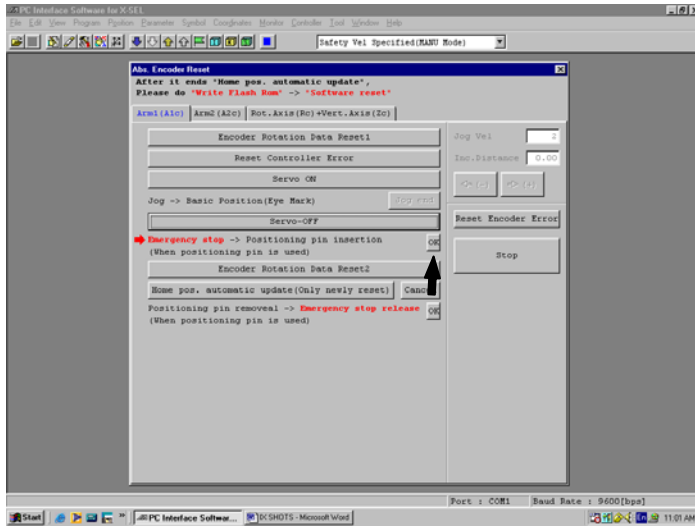 PC Interface Software for X-SEL
File Edit View Program Position Parameter Symbol Coordinates Monitor Controller Tool Window Help
Safety Vel Specified(MANU Mode)
Abs. Encoder Reset
After it ends "Home pos. automatic update",
Please do "Write Flash Rom" -> "Software reset"
Arm1(A1c) Arm2(A2c) Rot.Axis(Rc)+Vert.Axis(Zc)
Encoder Rotation Data Reset1
Reset Controller Error
Servo ON
Jog -> Basic Position(Eye Mark) Jog end
Servo-OFF
Emergency stop -> Positioning pin insertion
(When positioning pin is used)
OK
Encoder Rotation Data Reset2
Home pos. automatic update(Only newly reset)
Positioning pin removeal -> Emergency stop release
(When positioning pin is used)
OK
Jog Vel 2
Inc.Distance 0.00
(-) (+)
Reset Encoder Error
Stop
Port : COM1 Baud Rate : 9600[bps]
Start
PC Interface Softwar...
IX SHOTS - Microsoft Word
En
11:01 AM